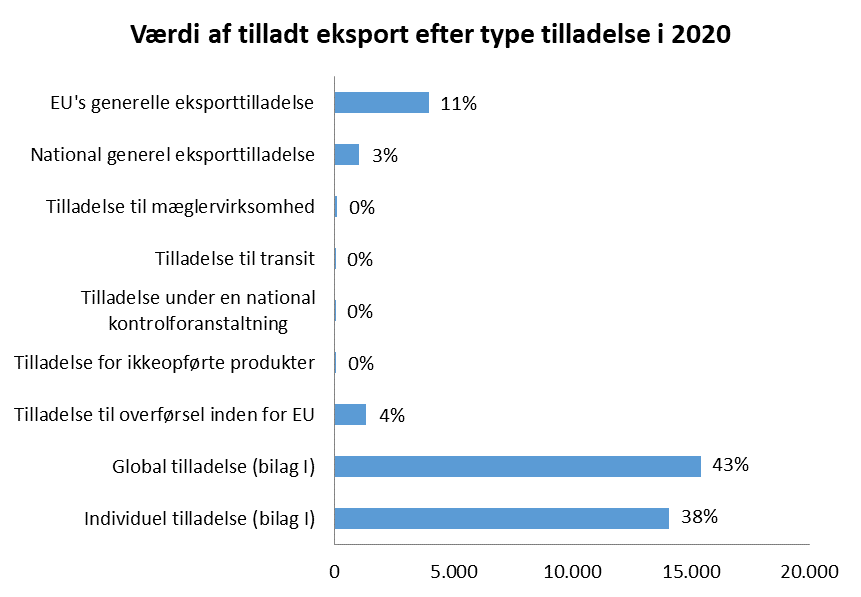 Værdi af tilladt eksport efter type tilladelse i 2020
EU's generelle eksporttilladelse
11%
National generel eksporttilladelse
3%
Tilladelse til mæglervirksomhed
0%
Tilladelse til transit
0%
Tilladelse under en national
kontrolforanstaltning
0%
Tilladelse for ikkeopførte produkter
0%
Tilladelse til overførsel inden for EU
4%
Global tilladelse (bilag I)
43%
Individuel tilladelse (bilag I)
38%
0 5.000 10.000 15.000 20.000